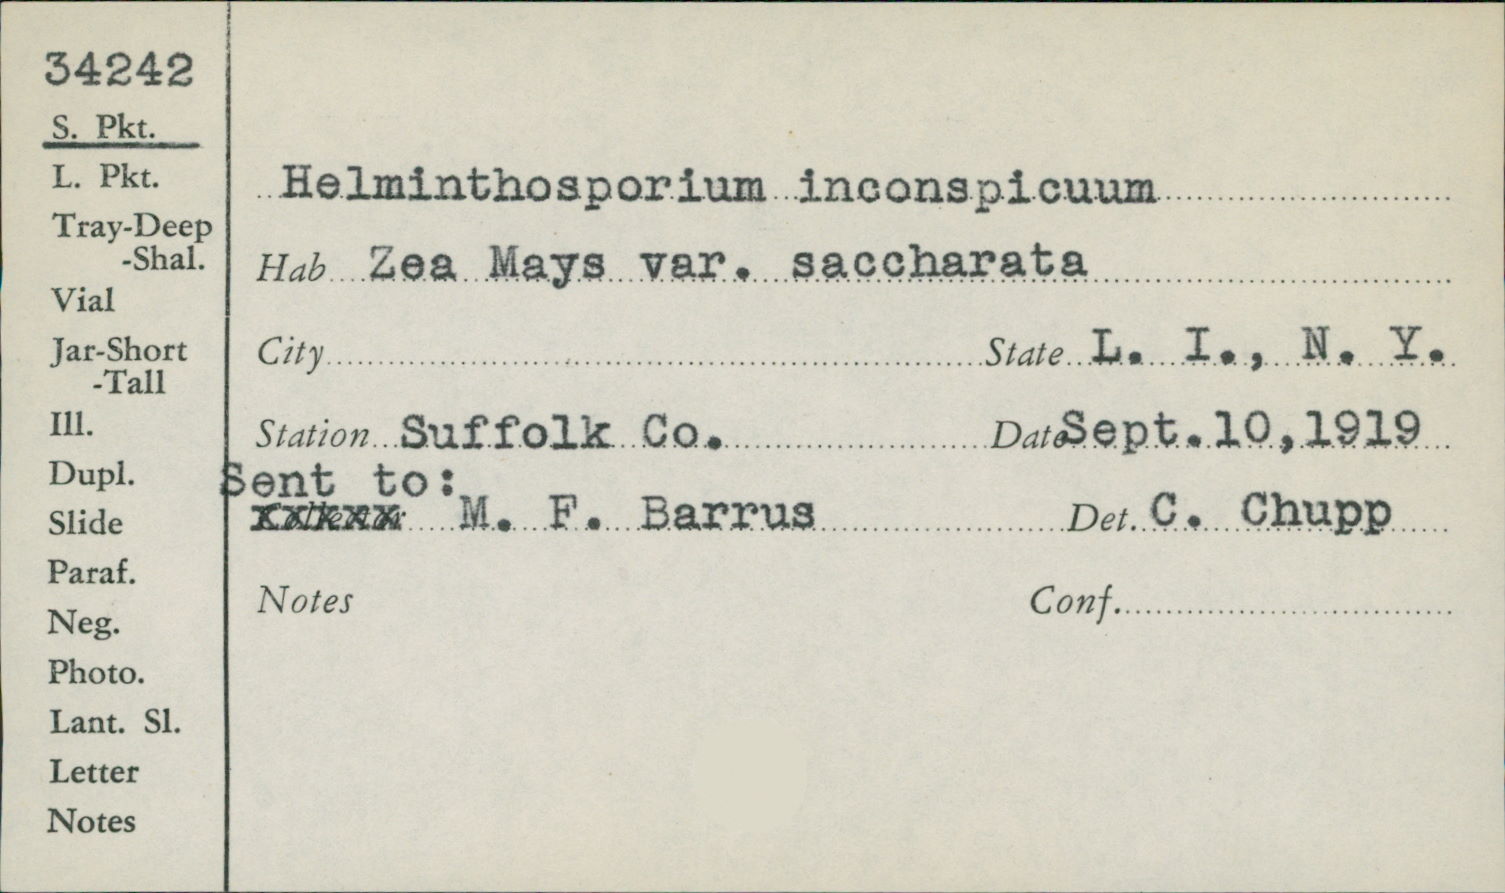 34242
S. Pkt.
L. Pkt.
Tray-Deep
-Shal.
Vial
Jar-Short
-Tall
Ill.
Dupl.
Slide
Paraf.
Neg.
Photo.
Lant. Sl.
Letter
Notes
Helminthosporium inconspicuum
Hab Zea Mays var. saccharata
City State L. I., N. Y.
Station Suffolk Co. Date Sept.10,1919
Sent to:
Collector M. F. Barrus Det. C. Chupp
Notes Conf.